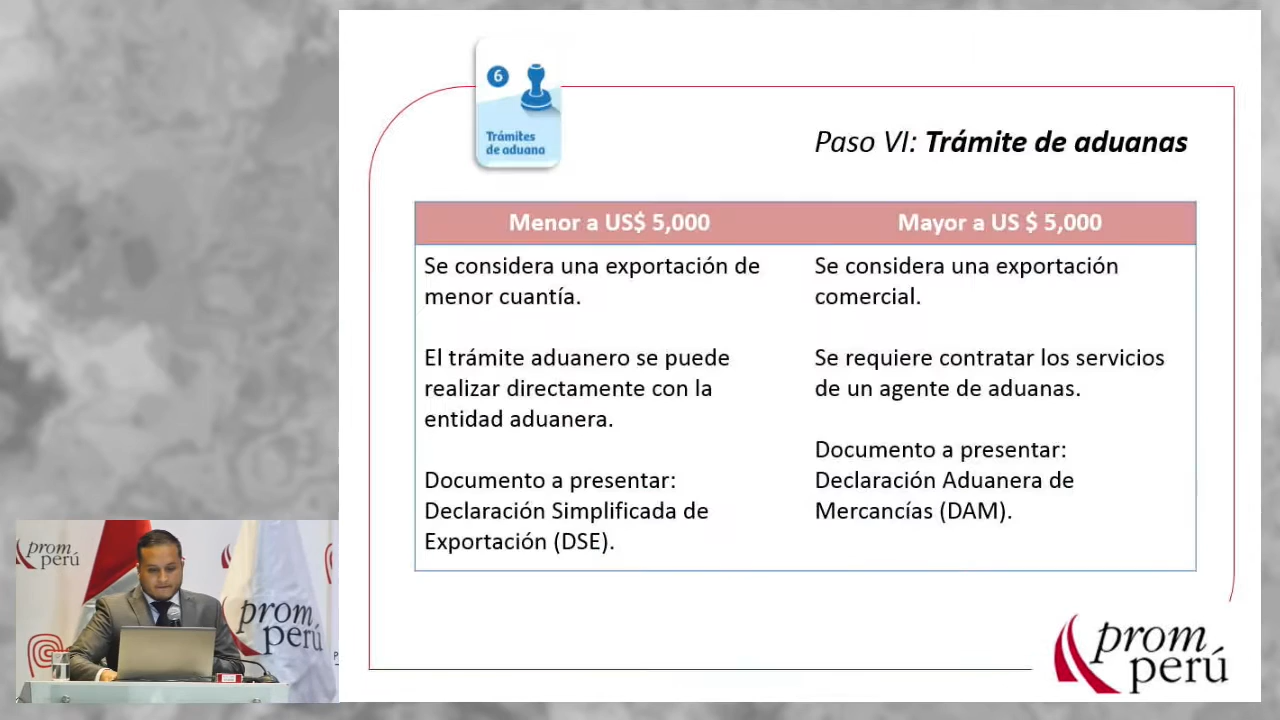 6
Trámites
de aduana
Paso VI: Trámite de aduanas
Menor a US$ 5,000
Mayor a US $ 5,000
Se considera una exportación de
menor cuantía.
El trámite aduanero se puede
realizar directamente con la
entidad aduanera.
Documento a presentar:
Declaración Simplificada de
Exportación (DSE).
Se considera una exportación
comercial.
Se requiere contratar los servicios
de un agente de aduanas.
Documento a presentar:
Declaración Aduanera de
Mercancías (DAM).
prom
perú
prom
perú
prom
perú